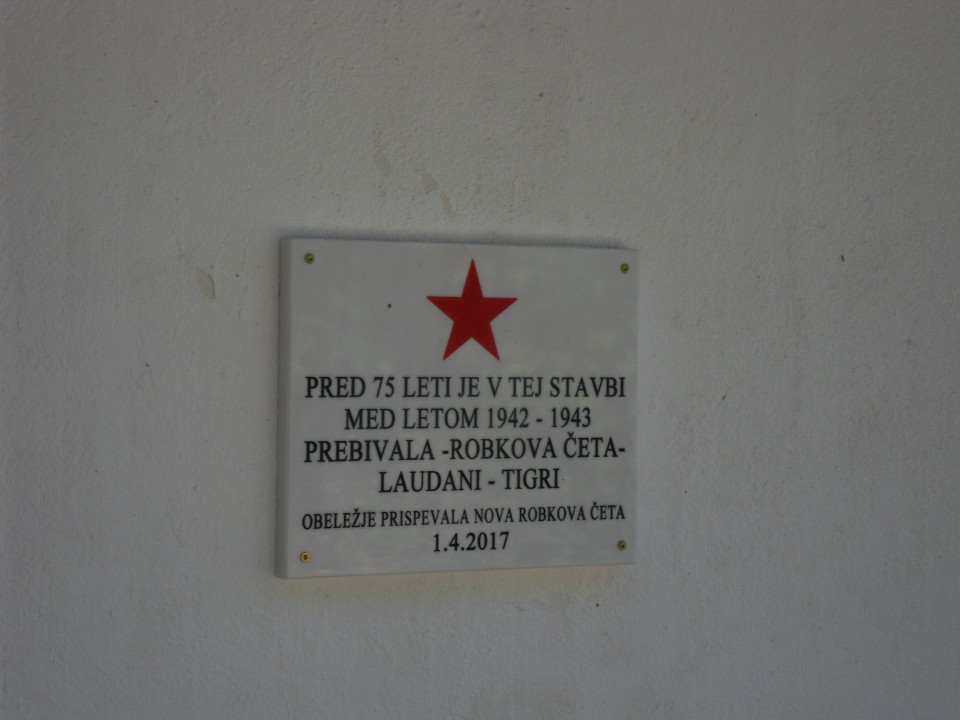 PRED 75 LETI JE V TEJ STAVBI
MED LETOM 1942 - 1943
PREBIVALA -ROBKOVA ČETA-
LAUDANI - TIGRI
OBELEŽJE PRISPEVALA NOVA ROBKOVA ČETA
1.4.2017